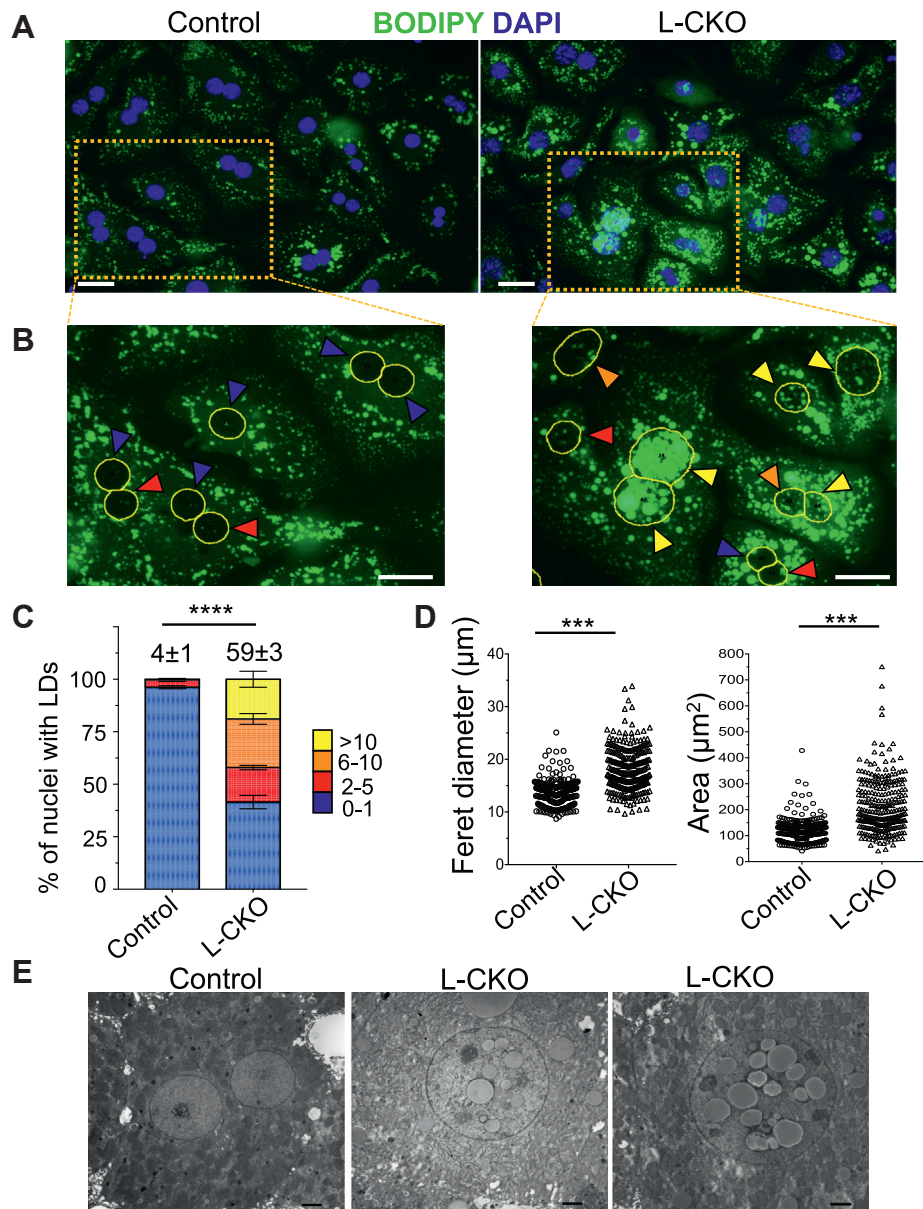 A
Control
BODIPY DAPI
L-CKO
B
C
****
4±1
59±3
% of nuclei with LDs
100
75
50
25
0
>10
6-10
2-5
0-1
Control
L-CKO
D
***
Feret diameter (µm)
40
30
20
10
0
Control
L-CKO
***
Area (µm²)
800
700
600
500
400
300
200
100
0
Control
L-CKO
E
Control
L-CKO
L-CKO